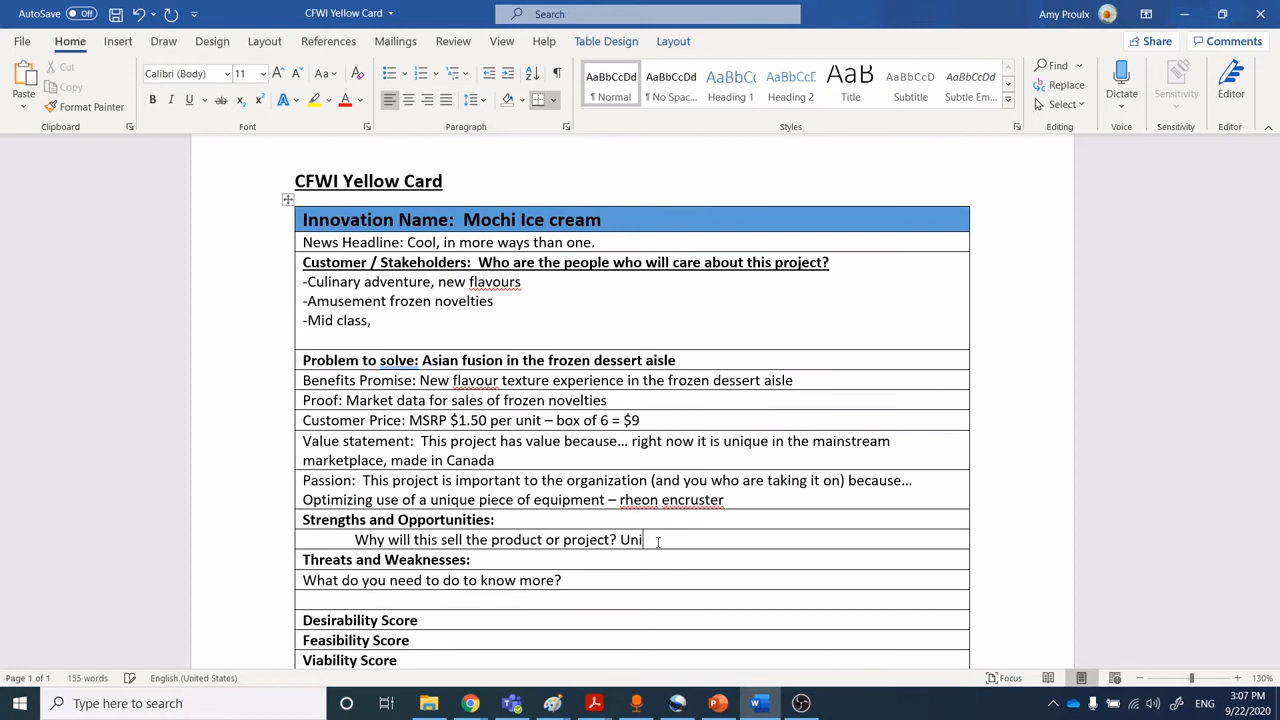 AutoSave Off
CFWI Yellow Card
Search
Amy Proulx
File Home Insert Draw Design Layout References Mailings Review View Help Table Design Layout
Share Comments
Paste
Cut
Copy
Format Painter
Calibri (Body) 11
AaBbCcDd AaBbCcDd AaBbCc AaBbCcD AaB AaBbCcD AaBbCcDd
¶ Normal ¶ No Spac... Heading 1 Heading 2 Title Subtitle Subtle Em...
Find
Replace
Select
Dictate
Sensitivity
Editor
Clipboard Font Paragraph Styles Editing Voice Sensitivity Editor
CFWI Yellow Card
Innovation Name: Mochi Ice cream
News Headline: Cool, in more ways than one.
Customer / Stakeholders: Who are the people who will care about this project?
-Culinary adventure, new flavours
-Amusement frozen novelties
-Mid class,
Problem to solve: Asian fusion in the frozen dessert aisle
Benefits Promise: New flavour texture experience in the frozen dessert aisle
Proof: Market data for sales of frozen novelties
Customer Price: MSRP $1.50 per unit – box of 6 = $9
Value statement: This project has value because... right now it is unique in the mainstream
marketplace, made in Canada
Passion: This project is important to the organization (and you who are taking it on) because...
Optimizing use of a unique piece of equipment – rheon encruster
Strengths and Opportunities:
Why will this sell the product or project? Uni
Threats and Weaknesses:
What do you need to do to know more?
Desirability Score
Feasibility Score
Viability Score
Page 1 of 1 155 words English (United States)
Focus
130%
Type here to search
ENG
3:07 PM
9/22/2020